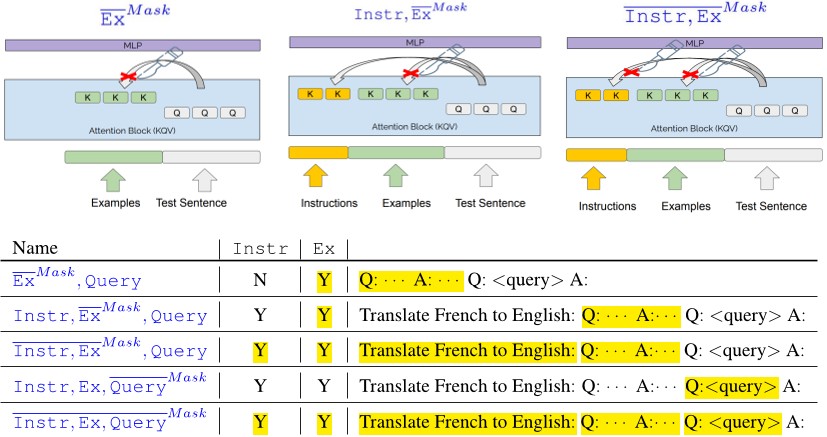 Ex^Mask
MLP
K K K
Q Q Q
Attention Block (KQV)
Examples Test Sentence
Instr, Ex^Mask
MLP
K K K K K
Q Q Q
Attention Block (KQV)
Instructions Examples Test Sentence
Instr, Ex^Mask
MLP
K K K K K
Q Q Q
Attention Block (KQV)
Instructions Examples Test Sentence
Name Instr Ex
Ex^Mask, Query N Y Q: ··· A: ··· Q: <query> A:
Instr, Ex^Mask, Query Y Y Translate French to English: Q: ··· A:··· Q: <query> A:
Instr, Ex^Mask, Query Y Y Translate French to English: Q: ··· A:··· Q: <query> A:
Instr, Ex, Query^Mask Y Y Translate French to English: Q: ··· A:··· Q:<query> A:
Instr, Ex, Query^Mask Y Y Translate French to English: Q: ··· A:··· Q: <query> A: